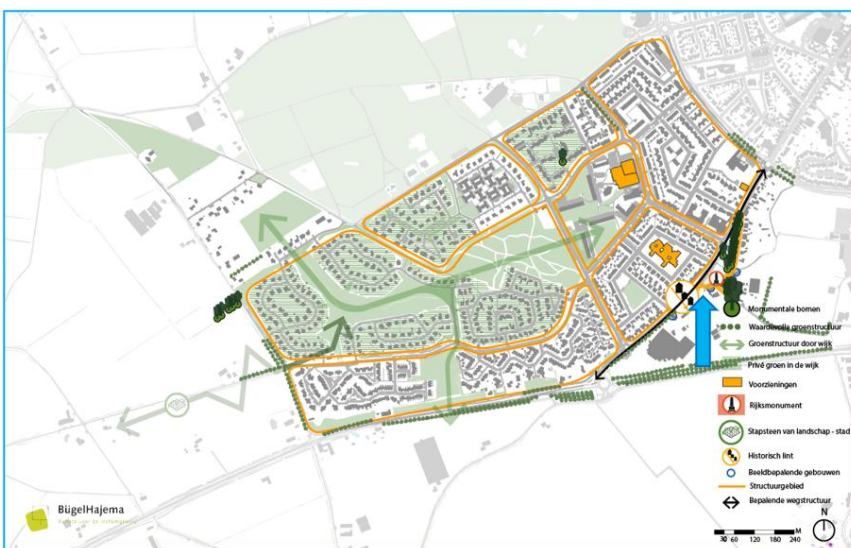 Monumentale bomen
Waardevolle groenstructuur
Groenstructuur door wijk
Privé groen in de wijk
Voorzieningen
Rijksmonument
Stapsteen van landschap - stad
Historisch lint
Beeldbepalende gebouwen
Structuurgebied
Bepalende wegstructuur
BügelHajema
N
M
30 60 120 180 240